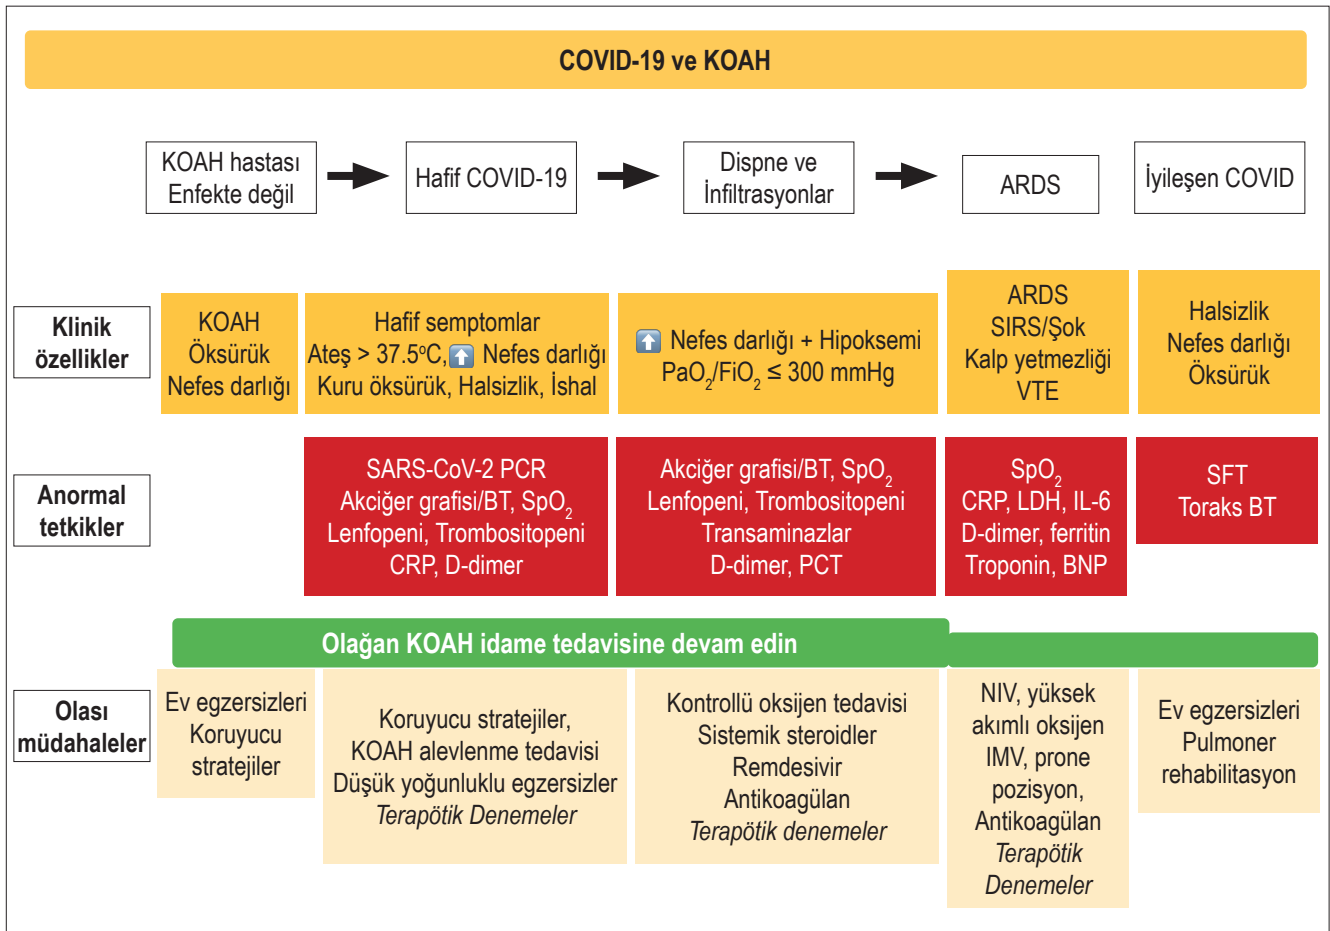 COVID-19 ve KOAH
KOAH hastası
Enfekte değil
Hafif COVID-19
Dispne ve
İnfiltrasyonlar
ARDS
İyileşen COVID
Klinik
özellikler
KOAH
Öksürük
Nefes darlığı
Hafif semptomlar
Ateş > 37.5ºC, ⬆ Nefes darlığı
Kuru öksürük, Halsizlik, İshal
⬆ Nefes darlığı + Hipoksemi
PaO₂/FiO₂ ≤ 300 mmHg
ARDS
SIRS/Şok
Kalp yetmezliği
VTE
Halsizlik
Nefes darlığı
Öksürük
Anormal
tetkikler
SARS-CoV-2 PCR
Akciğer grafisi/BT, SpO₂
Lenfopeni, Trombositopeni
CRP, D-dimer
Akciğer grafisi/BT, SpO₂
Lenfopeni, Trombositopeni
Transaminazlar
D-dimer, PCT
SpO₂
CRP, LDH, IL-6
D-dimer, ferritin
Troponin, BNP
SFT
Toraks BT
Olağan KOAH idame tedavisine devam edin
Olası
müdahaleler
Ev egzersizleri
Koruyucu
stratejiler
Koruyucu stratejiler,
KOAH alevlenme tedavisi
Düşük yoğunluklu egzersizler
Terapötik Denemeler
Kontrollü oksijen tedavisi
Sistemik steroidler
Remdesivir
Antikoagülan
Terapötik denemeler
NIV, yüksek
akımlı oksijen
IMV, prone
pozisyon,
Antikoagülan
Terapötik
Denemeler
Ev egzersizleri
Pulmoner
rehabilitasyon